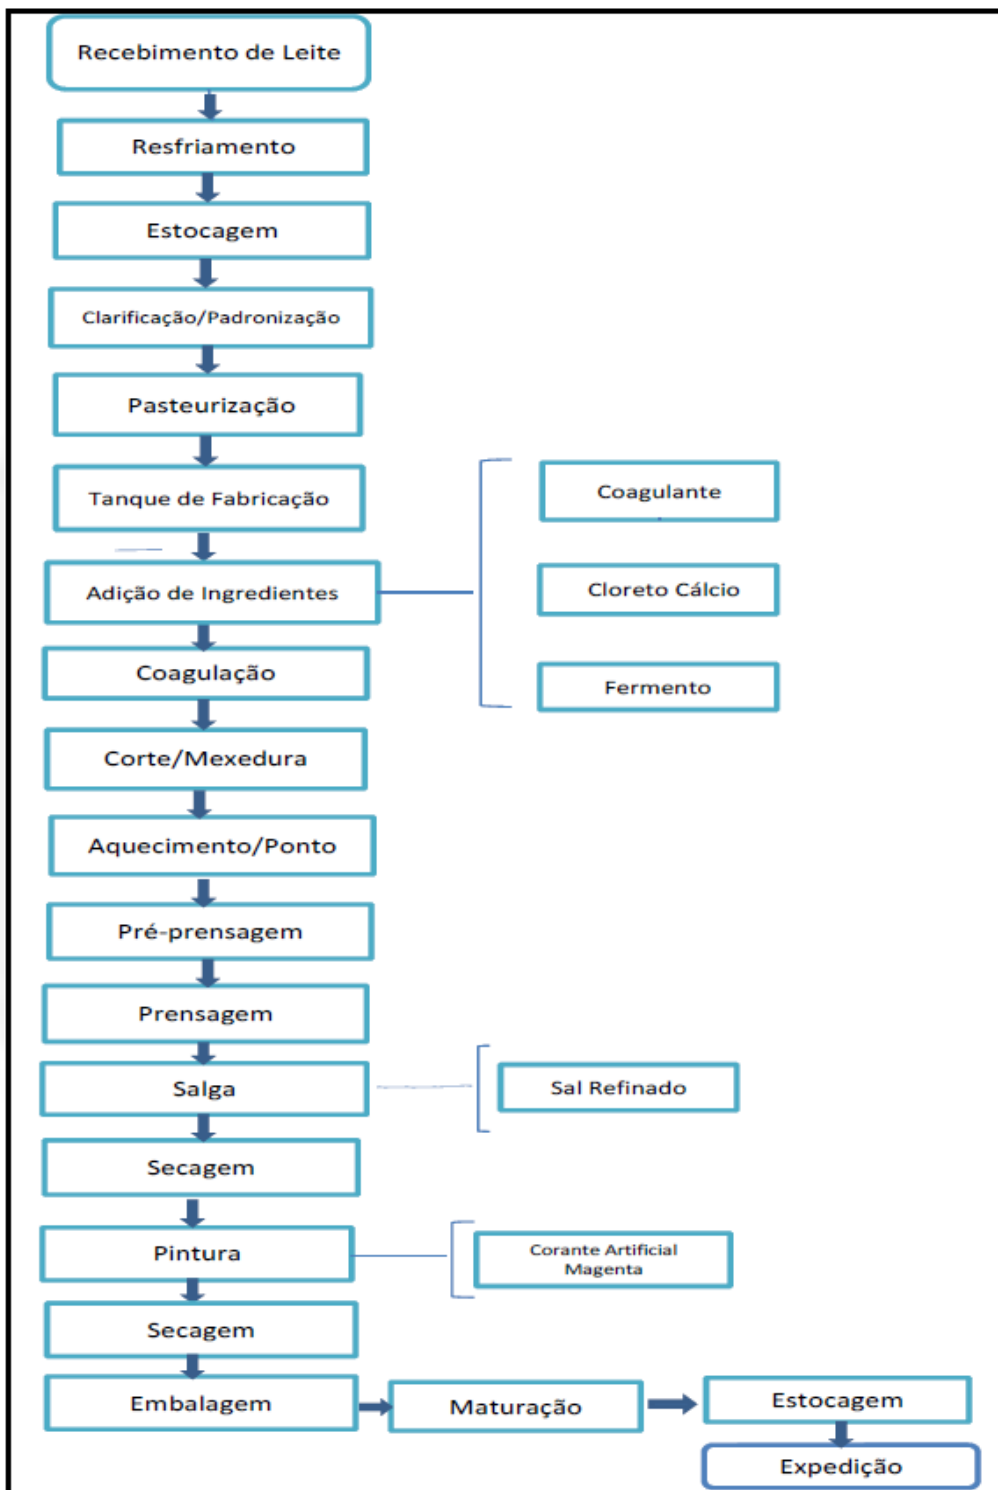 Recebimento de Leite
Resfriamento
Estocagem
Clarificação/Padronização
Pasteurização
Tanque de Fabricação
Adição de Ingredientes
Coagulante
Cloreto Cálcio
Fermento
Coagulação
Corte/Mexedura
Aquecimento/Ponto
Pré-prensagem
Prensagem
Salga
Sal Refinado
Secagem
Pintura
Corante Artificial
Magenta
Secagem
Embalagem
Maturação
Estocagem
Expedição